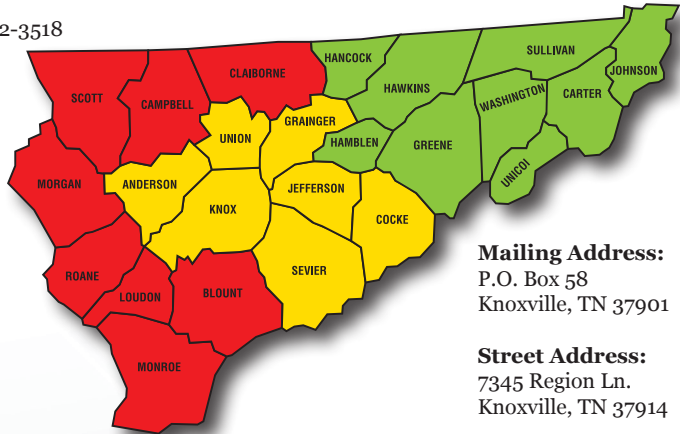 2-3518
HANCOCK
SULLIVAN
CLAIBORNE
HAWKINS
JOHNSON
SCOTT
CAMPBELL
WASHINGTON
CARTER
GRAINGER
UNION
HAMBLEN
GREENE
UNICOI
MORGAN
ANDERSON
JEFFERSON
KNOX
COCKE
ROANE
SEVIER
LOUDON
BLOUNT
MONROE
Mailing Address:
P.O. Box 58
Knoxville, TN 37901
Street Address:
7345 Region Ln.
Knoxville, TN 37914